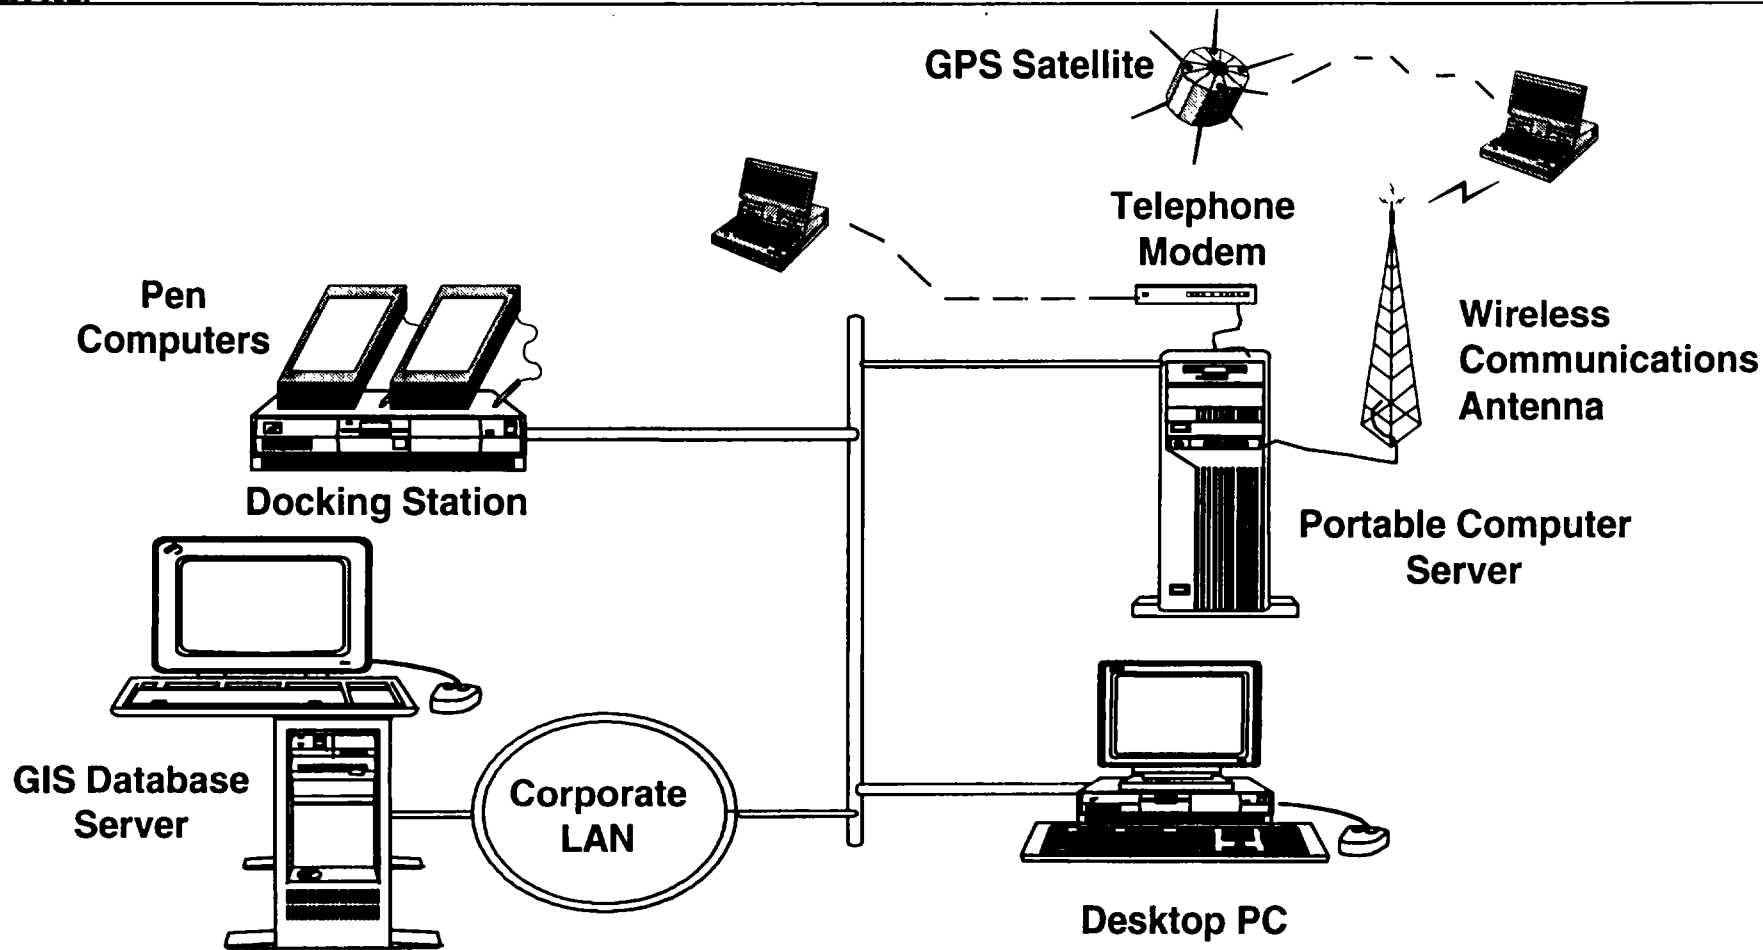 GPS Satellite
Telephone
Modem
Pen
Computers
Wireless
Communications
Antenna
Docking Station
Portable Computer
Server
GIS Database
Server
Corporate
LAN
Desktop PC